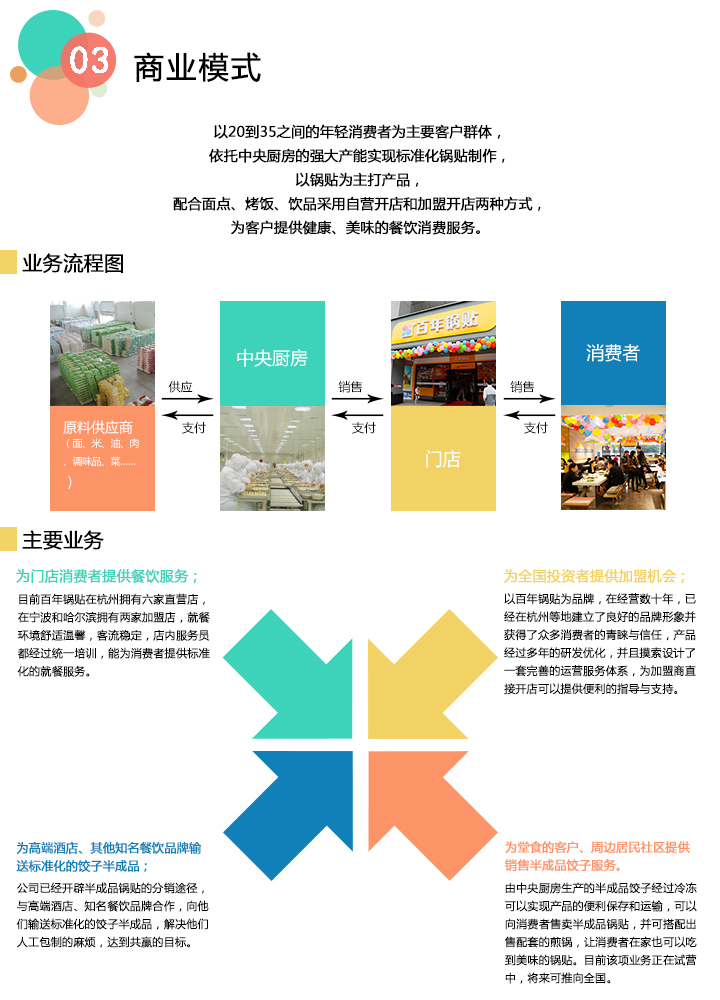 03
商业模式
以20到35之间的年轻消费者为主要客户群体，
依托中央厨房的强大产能实现标准化锅贴制作，
以锅贴为主打产品，
配合面点、烤饭、饮品采用自营开店和加盟开店两种方式，
为客户提供健康、美味的餐饮消费服务。
业务流程图
百年锅贴
中央厨房
消费者
供应
销售
销售
支付
支付
支付
原料供应商
（面、米、油、肉
、调味品、菜......
）
门店
主要业务
为门店消费者提供餐饮服务；
目前百年锅贴在杭州拥有六家直营店，
在宁波和哈尔滨拥有两家加盟店，就餐
环境舒适温馨，客流稳定，店内服务员
都经过统一培训，能为消费者提供标准
化的就餐服务。
为全国投资者提供加盟机会；
以百年锅贴为品牌，在经营数十年，已
经在杭州等地建立了良好的品牌形象并
获得了众多消费者的青睐与信任，产品
经过多年的研发优化，并且摸索设计了
一套完善的运营服务体系，为加盟商直
接开店可以提供便利的指导与支持。
为高端酒店、其他知名餐饮品牌输
送标准化的饺子半成品；
公司已经开辟半成品锅贴的分销途径，
与高端酒店、知名餐饮品牌合作，向他
们输送标准化的饺子半成品，解决他们
人工包制的麻烦，达到共赢的目标。
为堂食的客户、周边居民社区提供
销售半成品饺子服务。
由中央厨房生产的半成品饺子经过冷冻
可以实现产品的便利保存和运输，可以
向消费者售卖半成品锅贴，并可搭配出
售配套的煎锅，让消费者在家也可以吃
到美味的锅贴。目前该项业务正在试营
中，将来可推向全国。